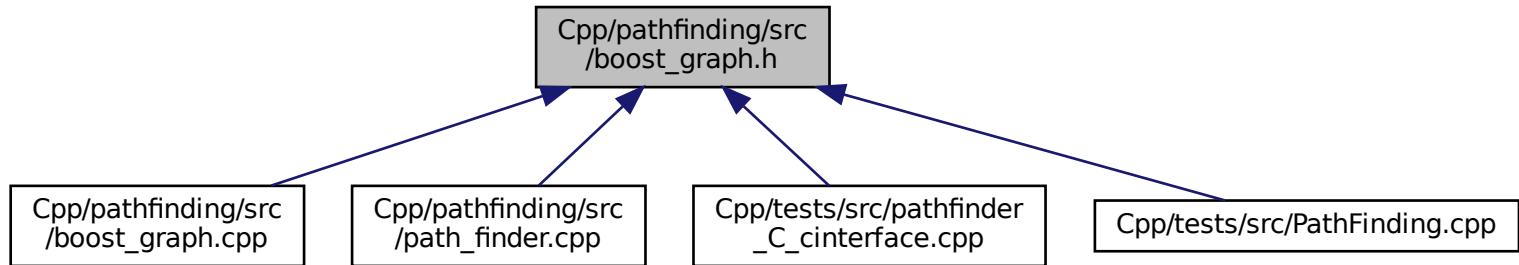 Cpp/pathfinding/src
/boost_graph.h
Cpp/pathfinding/src
/boost_graph.cpp
Cpp/pathfinding/src
/path_finder.cpp
Cpp/tests/src/pathfinder
_C_cinterface.cpp
Cpp/tests/src/PathFinding.cpp